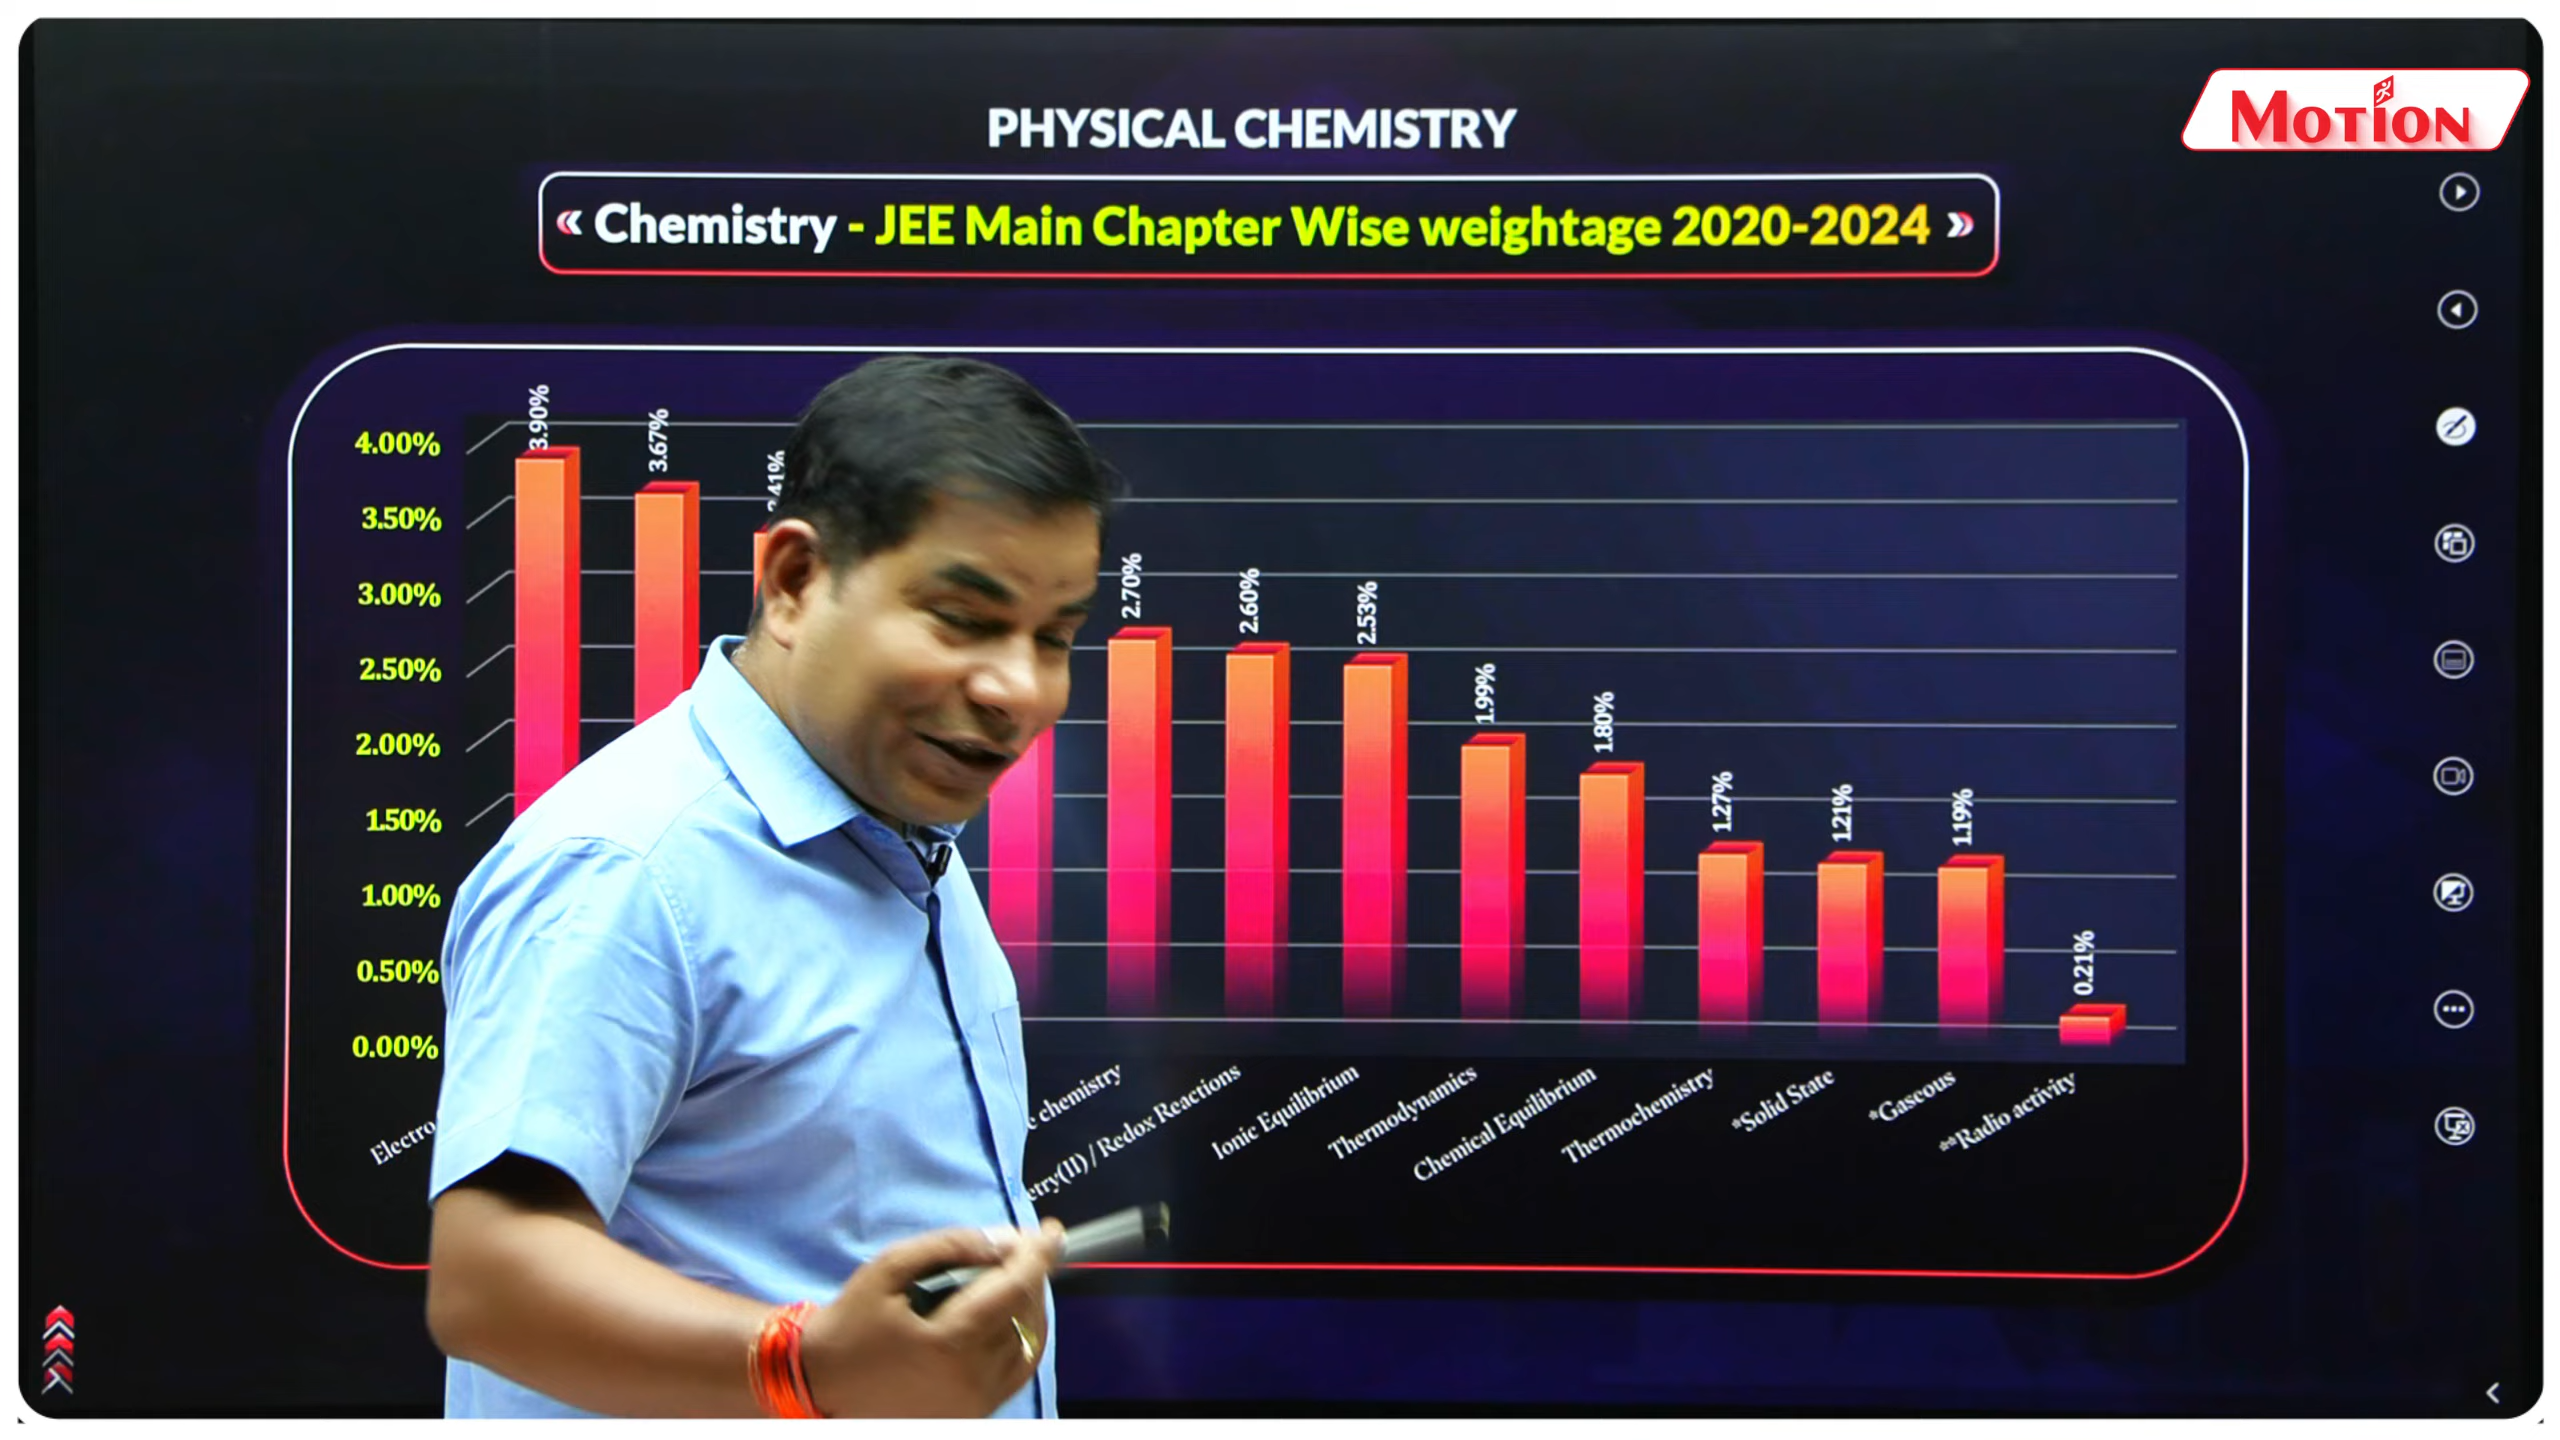 MOTION
PHYSICAL CHEMISTRY
« Chemistry - JEE Main Chapter Wise weightage 2020-2024 »
4.00%
3.50%
3.00%
2.50%
2.00%
1.50%
1.00%
0.50%
0.00%
3.90%
3.67%
2.70%
2.60%
2.53%
1.99%
1.80%
1.27%
1.21%
1.19%
0.21%
Electro
chemistry
etry(II) / Redox Reactions
Ionic Equilibrium
Thermodynamics
Chemical Equilibrium
Thermochemistry
*Solid State
*Gaseous
**Radio activity